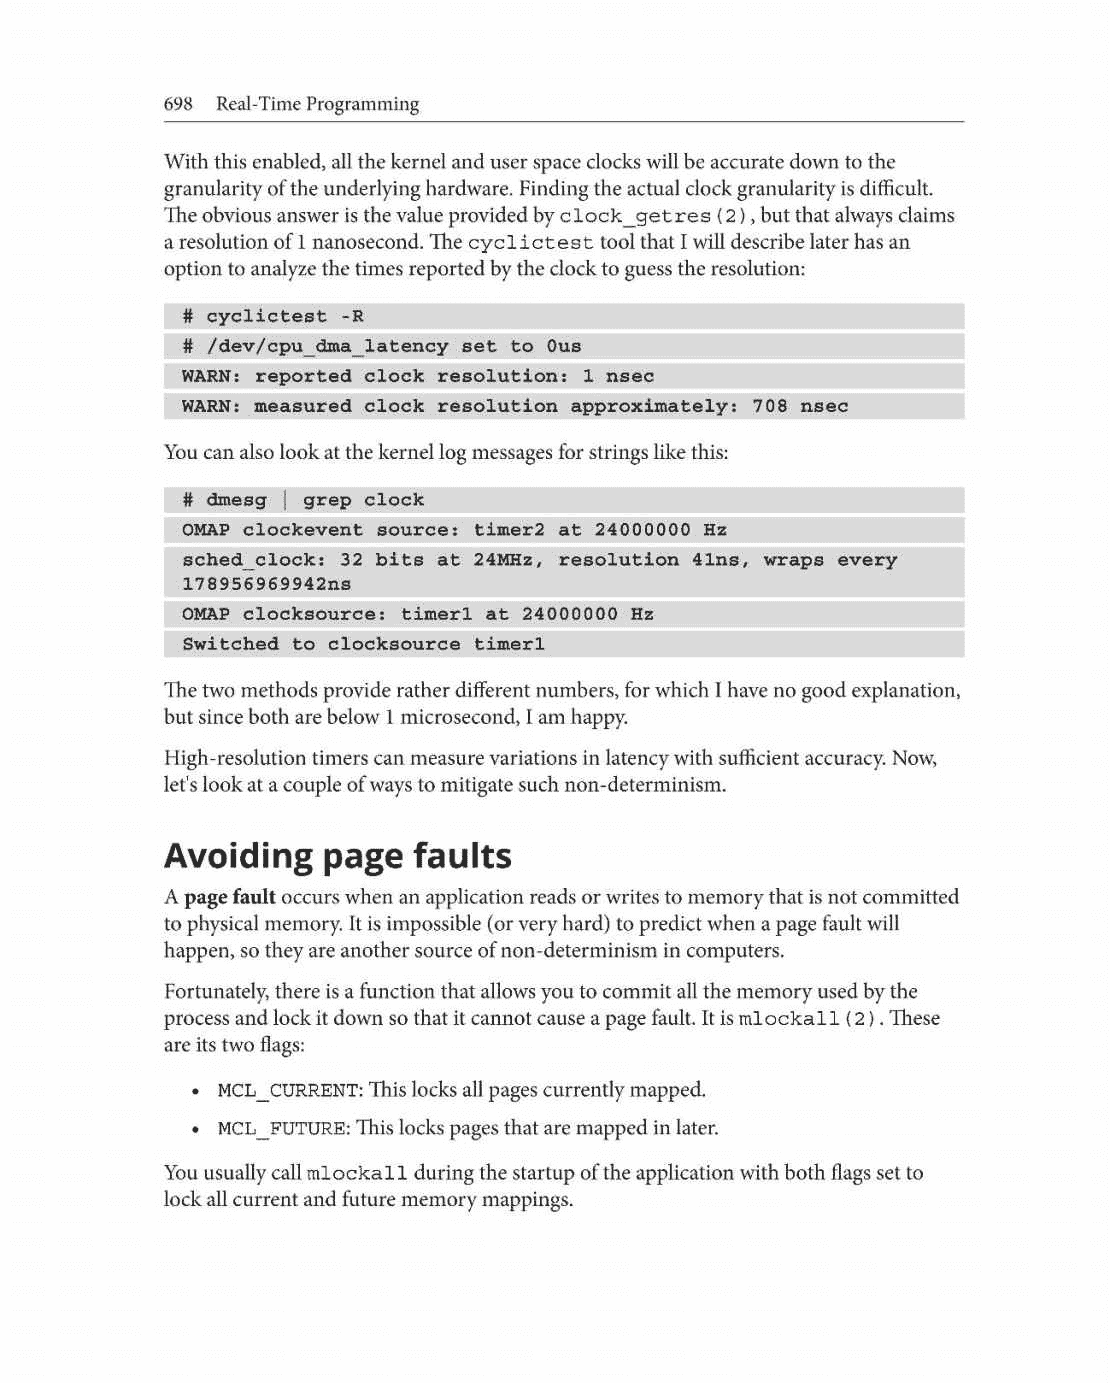 698 Real-Time Programming
With this enabled, all the kernel and user space clocks will be accurate down to the
granularity of the underlying hardware. Finding the actual clock granularity is difficult.
The obvious answer is the value provided by clock_getres(2), but that always claims
a resolution of 1 nanosecond. The cyclictest tool that I will describe later has an
option to analyze the times reported by the clock to guess the resolution:
# cyclictest -R
# /dev/cpu_dma_latency set to 0us
WARN: reported clock resolution: 1 nsec
WARN: measured clock resolution approximately: 708 nsec
You can also look at the kernel log messages for strings like this:
# dmesg | grep clock
OMAP clockevent source: timer2 at 24000000 Hz
sched_clock: 32 bits at 24MHz, resolution 41ns, wraps every
178956969942ns
OMAP clocksource: timer1 at 24000000 Hz
Switched to clocksource timer1
The two methods provide rather different numbers, for which I have no good explanation,
but since both are below 1 microsecond, I am happy.
High-resolution timers can measure variations in latency with sufficient accuracy. Now,
let's look at a couple of ways to mitigate such non-determinism.
Avoiding page faults
A page fault occurs when an application reads or writes to memory that is not committed
to physical memory. It is impossible (or very hard) to predict when a page fault will
happen, so they are another source of non-determinism in computers.
Fortunately, there is a function that allows you to commit all the memory used by the
process and lock it down so that it cannot cause a page fault. It is mlockall(2). These
are its two flags:
• MCL_CURRENT: This locks all pages currently mapped.
• MCL_FUTURE: This locks pages that are mapped in later.
You usually call mlockall during the startup of the application with both flags set to
lock all current and future memory mappings.